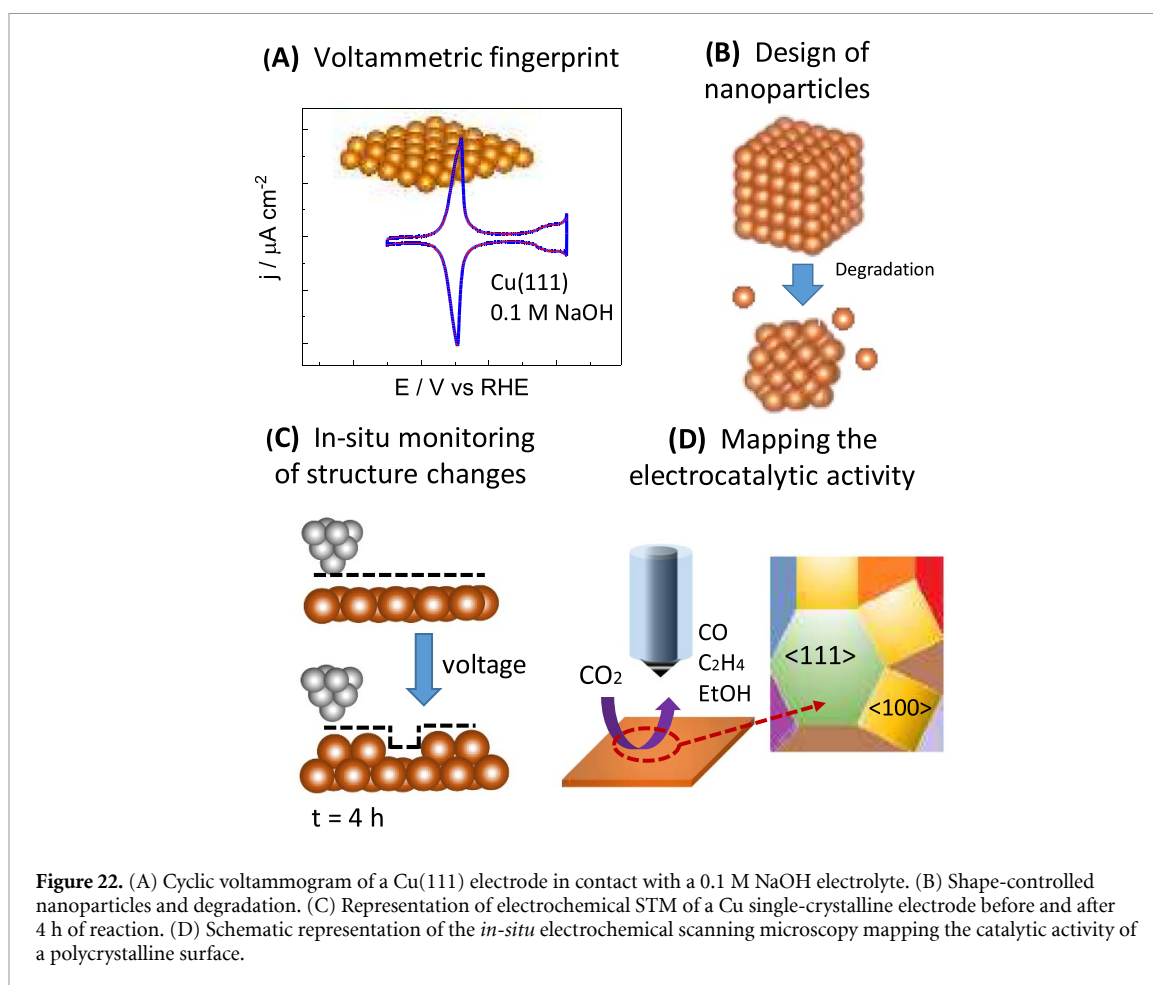 (A) Voltammetric fingerprint
j / μA cm-2
Cu(111)
0.1 M NaOH
E / V vs RHE
(B) Design of
nanoparticles
Degradation
(C) In-situ monitoring
of structure changes
voltage
t = 4 h
(D) Mapping the
electrocatalytic activity
CO2
CO
C2H4
EtOH
<111>
<100>
Figure 22. (A) Cyclic voltammogram of a Cu(111) electrode in contact with a 0.1 M NaOH electrolyte. (B) Shape-controlled
nanoparticles and degradation. (C) Representation of electrochemical STM of a Cu single-crystalline electrode before and after
4 h of reaction. (D) Schematic representation of the in-situ electrochemical scanning microscopy mapping the catalytic activity of
a polycrystalline surface.